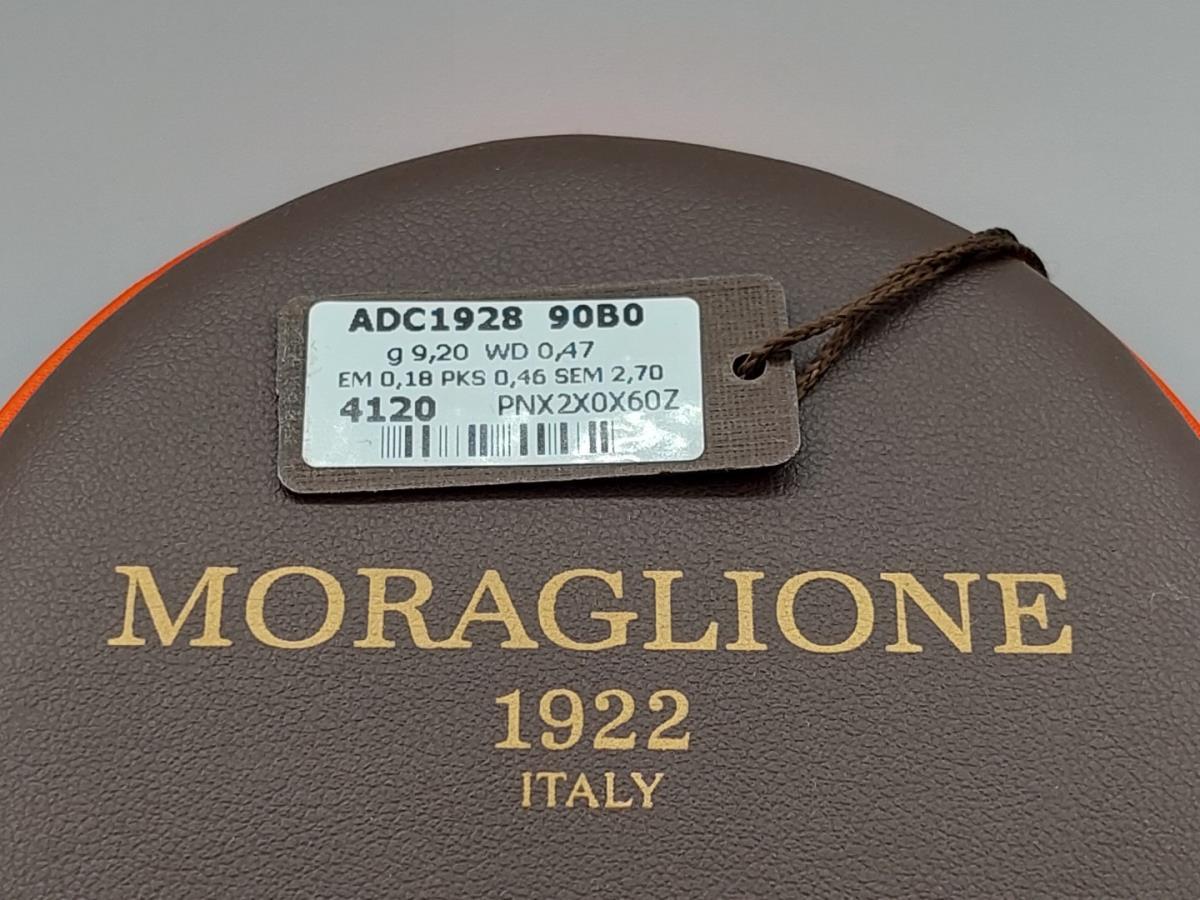 ADC1928 90B0
g 9,20 WD 0,47
EM 0,18 PKS 0,46 SEM 2,70
4120 PNX2X0X60Z
MORAGLIONE
1922
ITALY